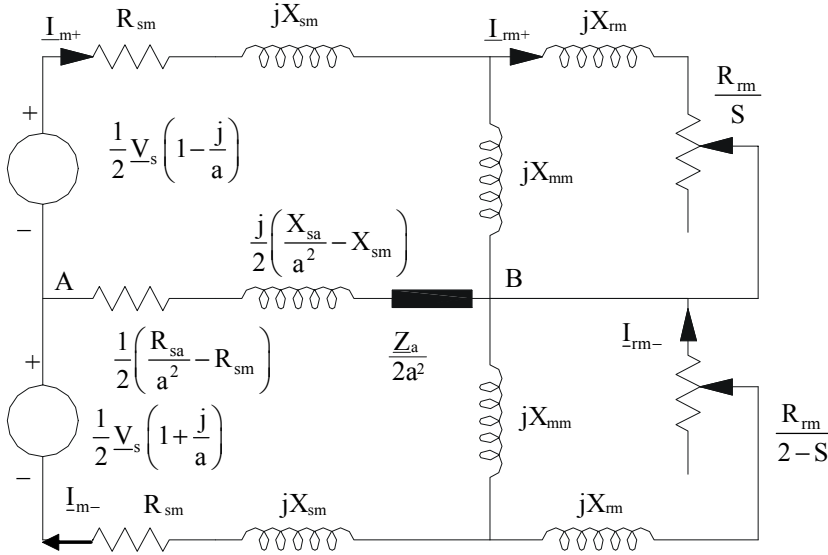 I_m+
R_sm
jX_sm
I_rm+
jX_rm
R_rm/S
+
1/2 V_s (1 − j/a)
−
jX_mm
j/2 (X_sa/a² − X_sm)
A
B
1/2 (R_sa/a² − R_sm)
Z_a/2a²
I_rm−
+
1/2 V_s (1 + j/a)
−
jX_mm
R_rm/2 − S
I_m−
R_sm
jX_sm
jX_rm